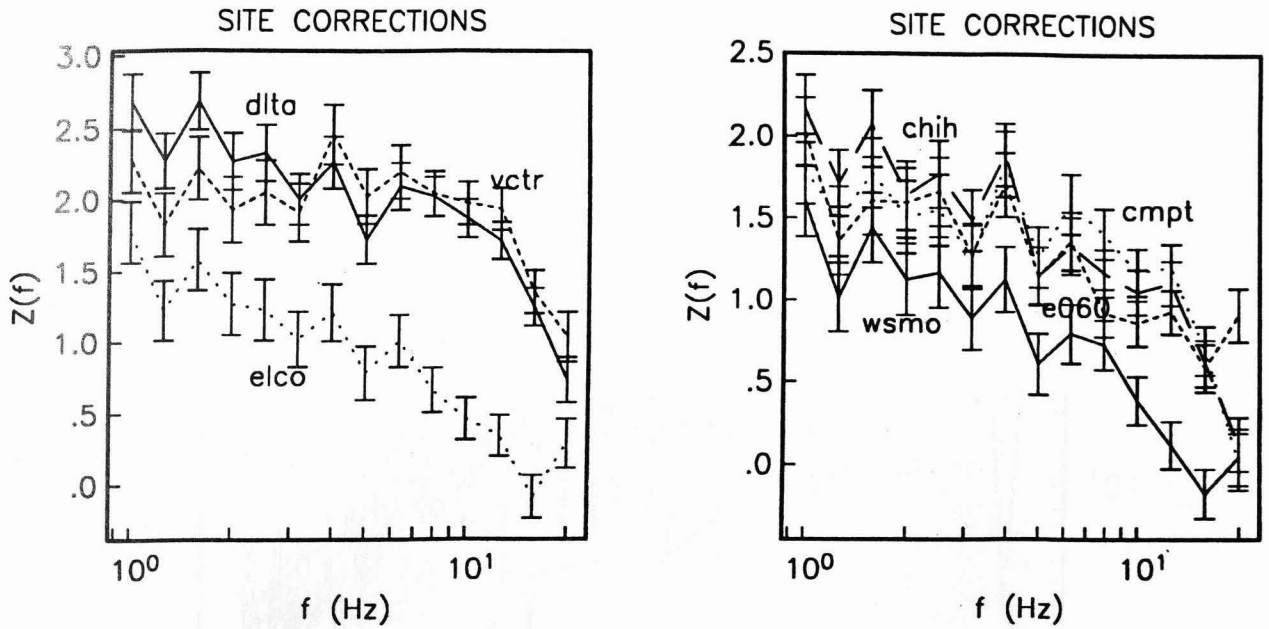 SITE CORRECTIONS
3.0
2.5
2.0
1.5
1.0
.5
.0
Z(f)
dlta
vctr
elco
10⁰
10¹
f (Hz)
SITE CORRECTIONS
2.5
2.0
1.5
1.0
.5
.0
Z(f)
chih
cmpt
e060
wsmo
10⁰
10¹
f (Hz)